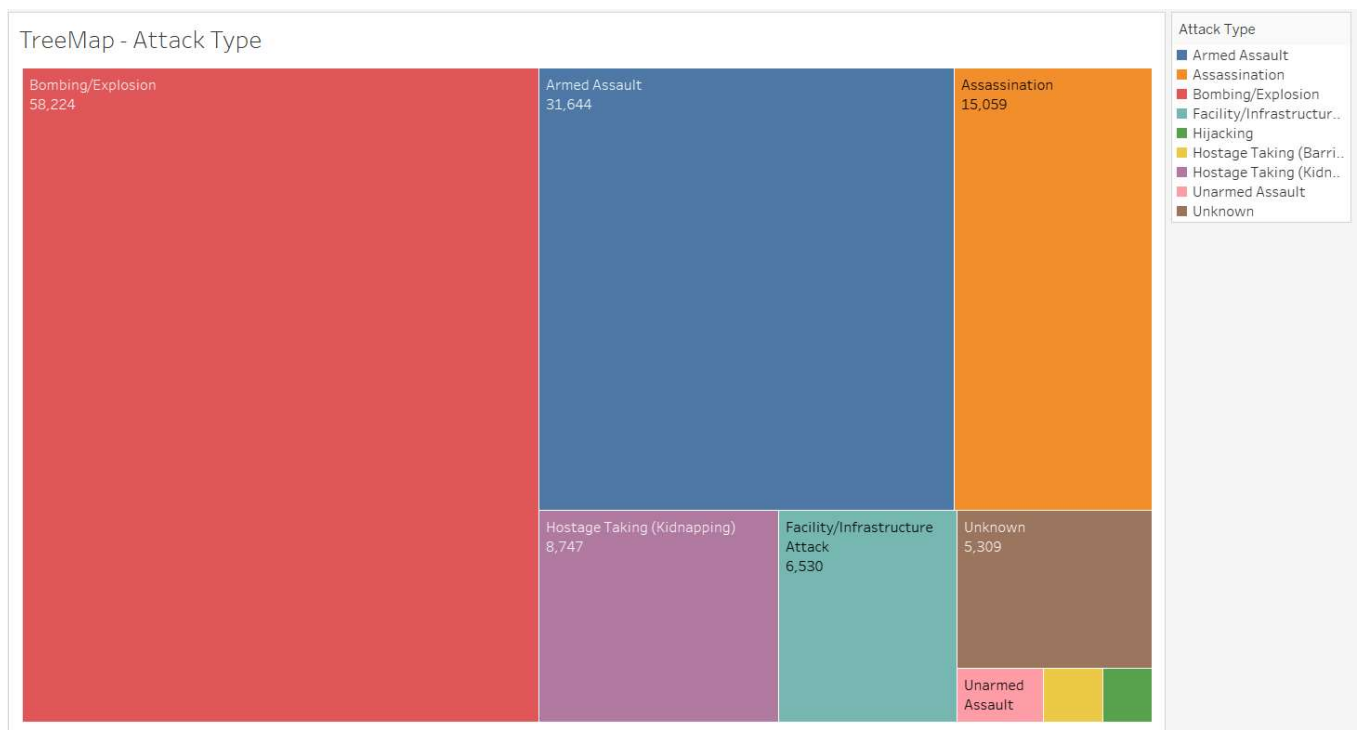 TreeMap - Attack Type
Bombing/Explosion
58,224
Armed Assault
31,644
Assassination
15,059
Hostage Taking (Kidnapping)
8,747
Facility/Infrastructure
Attack
6,530
Unknown
5,309
Unarmed
Assault
Attack Type
Armed Assault
Assassination
Bombing/Explosion
Facility/Infrastructur..
Hijacking
Hostage Taking (Barri..
Hostage Taking (Kidn..
Unarmed Assault
Unknown